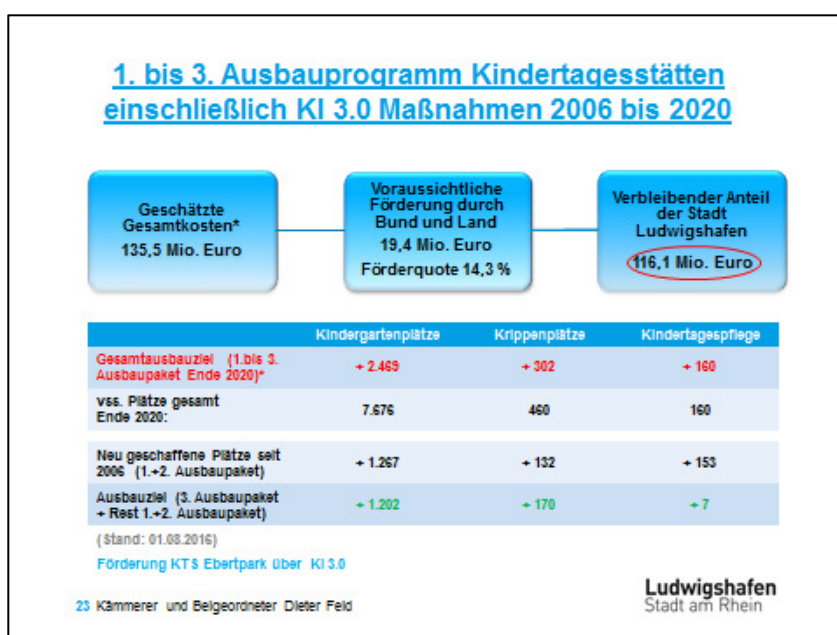 1. bis 3. Ausbauprogramm Kindertagesstätten
einschließlich KI 3.0 Maßnahmen 2006 bis 2020
Geschätzte
Gesamtkosten*
135,5 Mio. Euro
Voraussichtliche
Förderung durch
Bund und Land
19,4 Mio. Euro
Förderquote 14,3 %
Verbleibender Anteil
der Stadt
Ludwigshafen
116,1 Mio. Euro
Kindergartenplätze Krippenplätze Kindertagespflege
Gesamtausbauziel (1.bis 3.
Ausbaupaket Ende 2020)* + 2.469 + 302 + 160
vss. Plätze gesamt
Ende 2020: 7.676 460 160
Neu geschaffene Plätze seit
2006 (1.+2. Ausbaupaket) + 1.267 + 132 + 153
Ausbauziel (3. Ausbaupaket
+ Rest 1.+2. Ausbaupaket) + 1.202 + 170 + 7
(Stand: 01.08.2016)
Förderung KTS Ebertpark über KI 3.0
23 Kämmerer und Beigeordneter Dieter Feid
Ludwigshafen
Stadt am Rhein